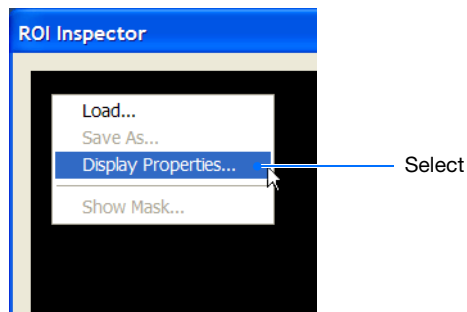 ROI Inspector
Load...
Save As...
Display Properties...
Select
Show Mask...